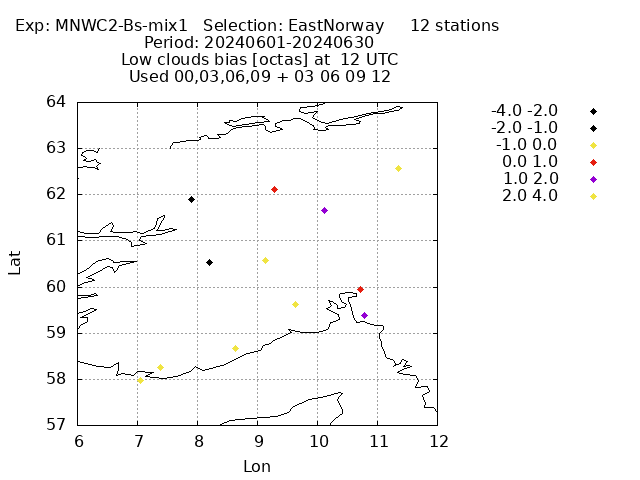 Exp: MNWC2-Bs-mix1 Selection: EastNorway 12 stations
Period: 20240601-20240630
Low clouds bias [octas] at 12 UTC
Used 00,03,06,09 + 03 06 09 12
64
63
62
61
60
59
58
57
Lat
6 7 8 9 10 11 12
Lon
-4.0 -2.0
-2.0 -1.0
-1.0 0.0
0.0 1.0
1.0 2.0
2.0 4.0